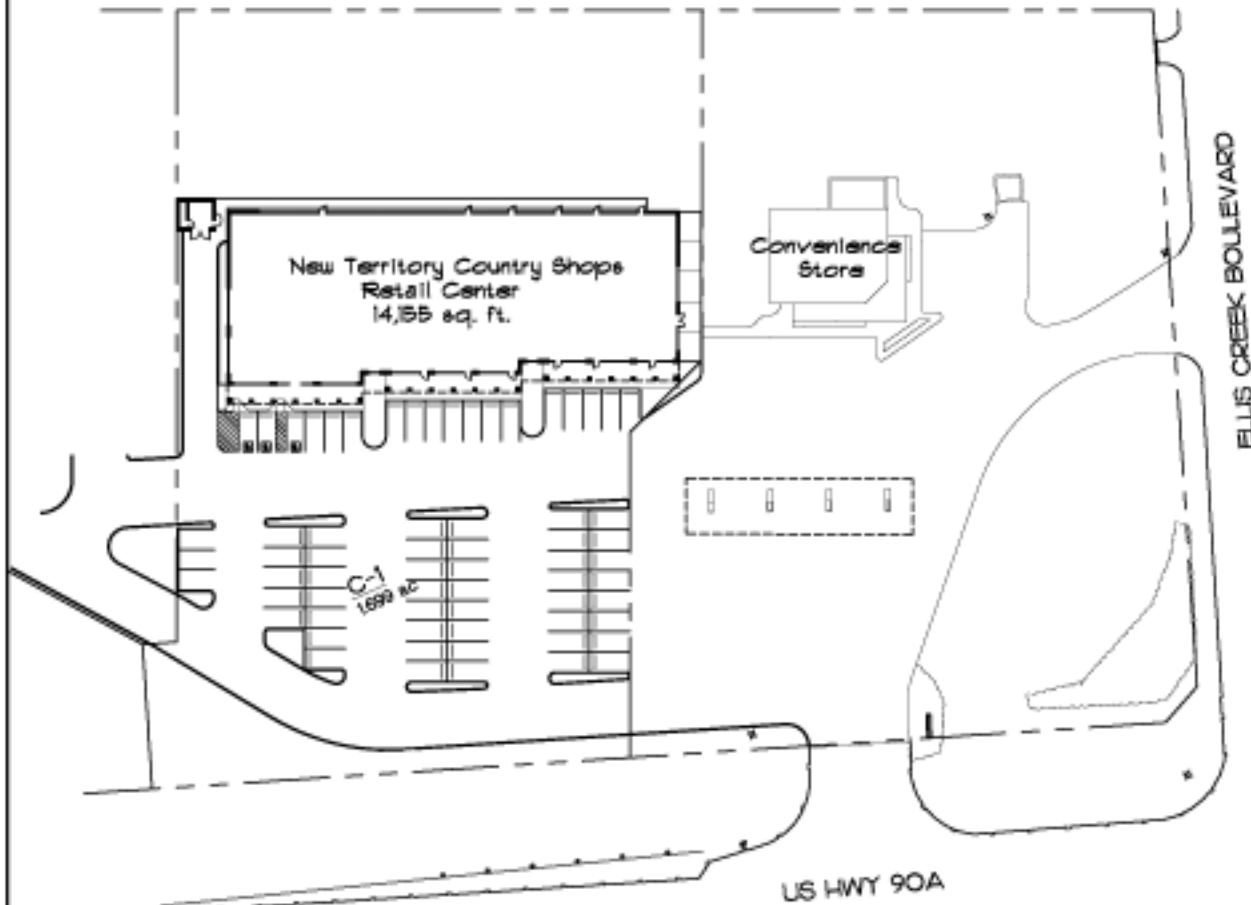 New Territory Country Shops
Retail Center
14,155 sq. ft.
Convenience
Store
ELLIS CREEK BOULEVARD
C-1
1.699 ac
US HWY 90A